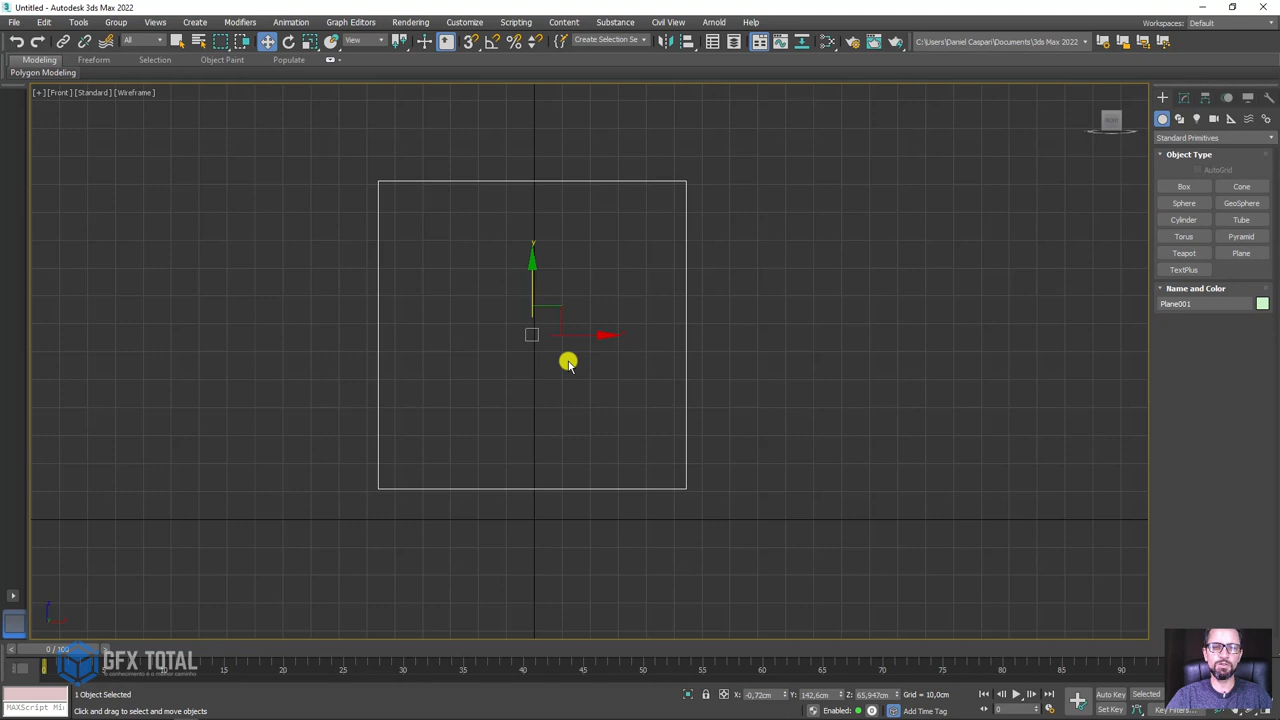 Untitled - Autodesk 3ds Max 2022
File Edit Tools Group Views Create Modifiers Animation Graph Editors Rendering Customize Scripting Content Substance Civil View Arnold Help
Workspaces: Default
All View Create Selection Se C:\Users\Daniel Caspari\Documents\3ds Max 2022
Modeling Freeform Selection Object Paint Populate
Polygon Modeling
[+] [Front] [Standard] [Wireframe]
FRONT
Standard Primitives
Object Type
AutoGrid
Box Cone
Sphere GeoSphere
Cylinder Tube
Torus Pyramid
Teapot Plane
TextPlus
Name and Color
Plane001
y
0 / 100
GFX TOTAL
o conhecimento é o melhor caminho
0 15 20 25 30 35 40 45 50 55 60 65 70 75 80 85 90
1 Object Selected
X: -0,72cm Y: 142,6cm Z: 65,947cm Grid = 10,0cm
Auto Key Selected
MAXScript Mi
Click and drag to select and move objects
Enabled: Add Time Tag
0
Set Key Key Filters...